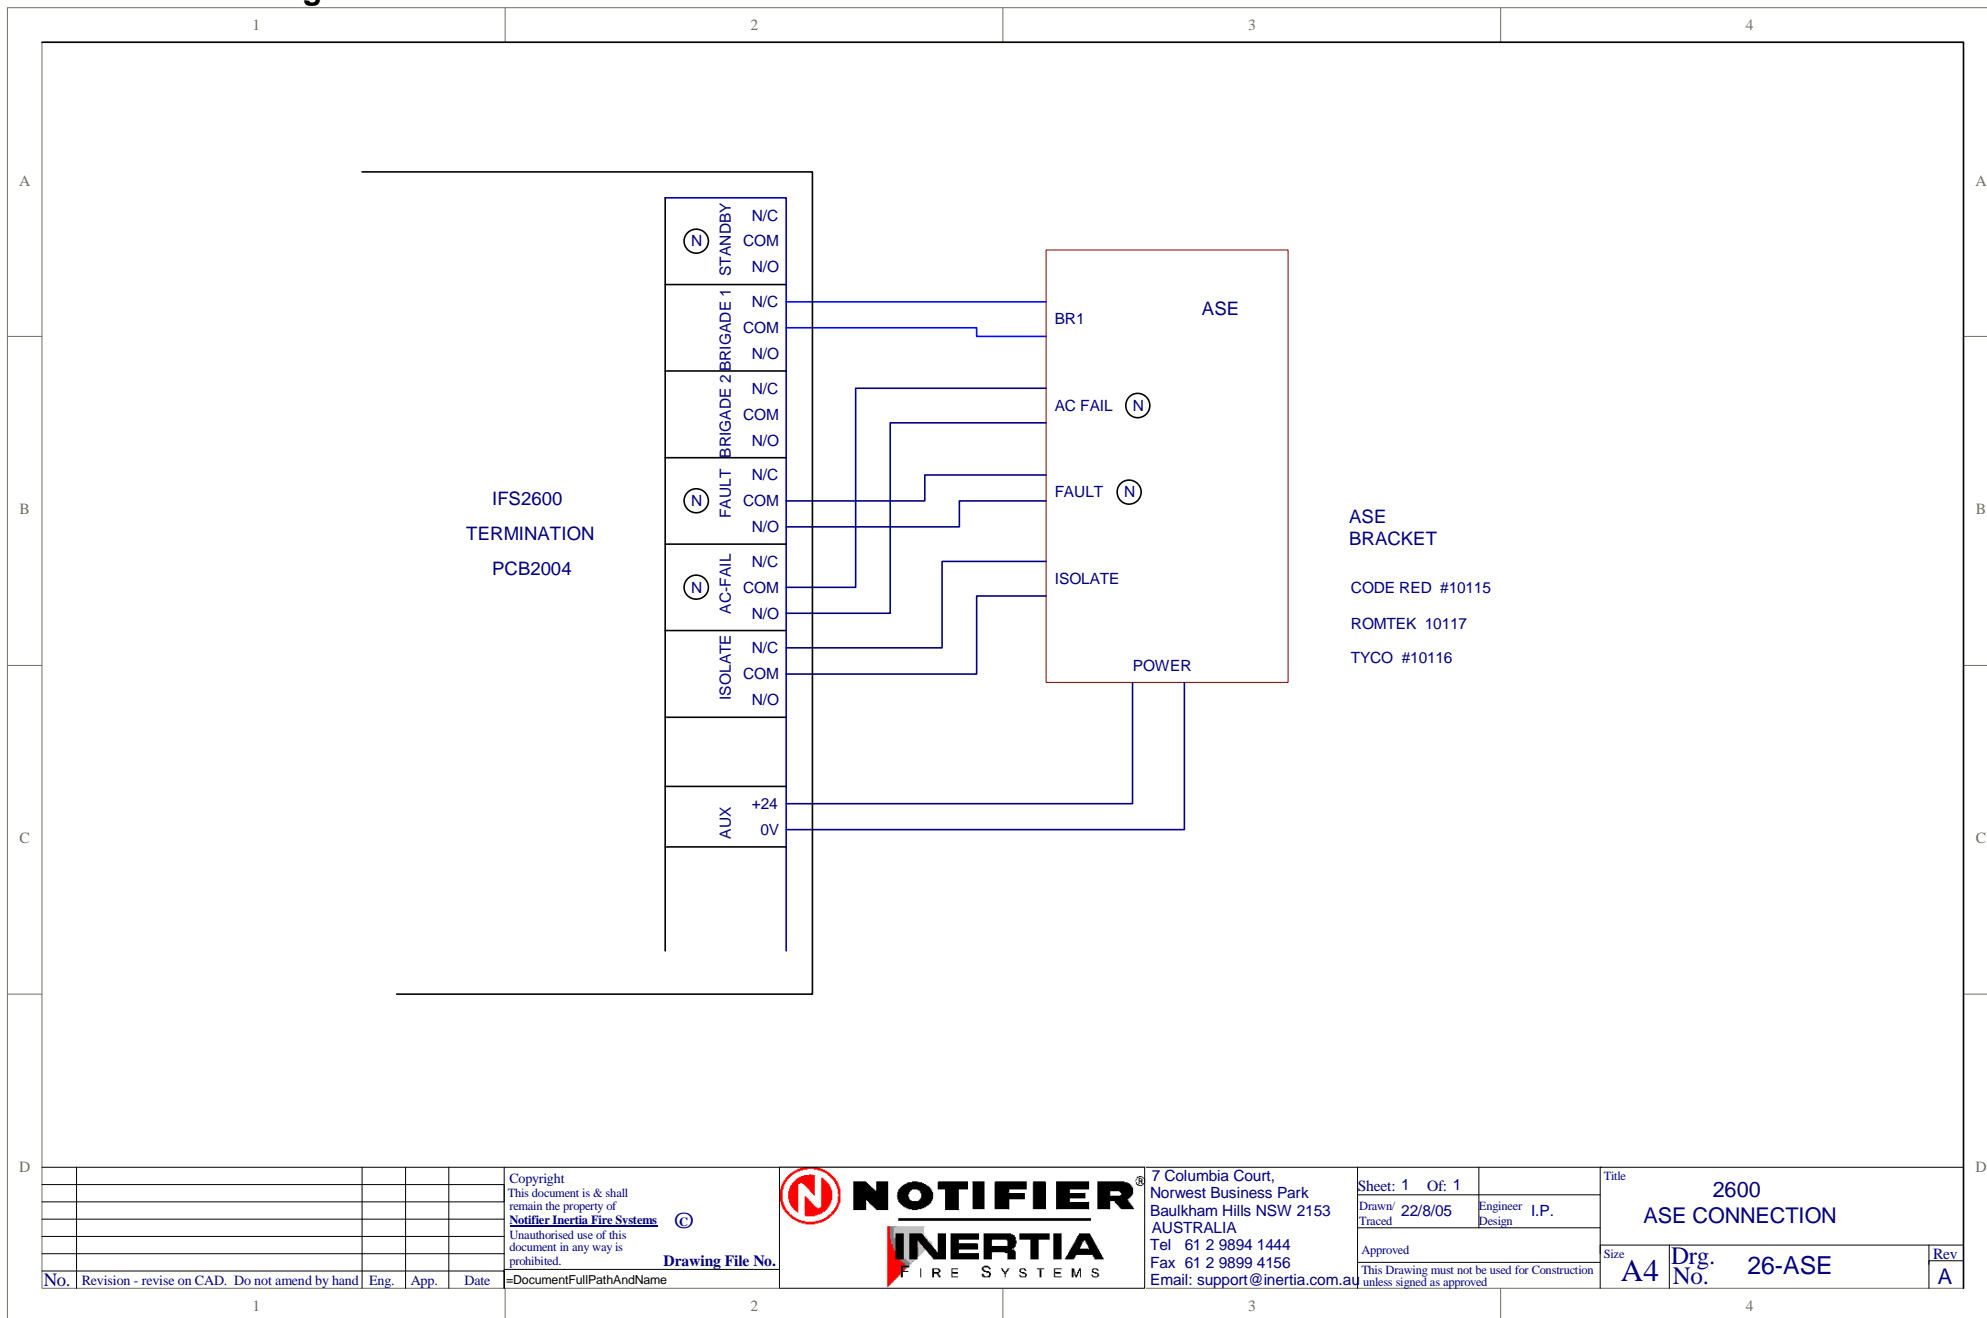 g
1 2 3 4
A A
B B
C C
D D
STANDBY
N
N/C
COM
N/O
BRIGADE 1
N/C
COM
N/O
BRIGADE 2
N/C
COM
N/O
FAULT
N
N/C
COM
N/O
AC-FAIL
N
N/C
COM
N/O
ISOLATE
N/C
COM
N/O
AUX
+24
0V
IFS2600
TERMINATION
PCB2004
ASE
BR1
AC FAIL N
FAULT N
ISOLATE
POWER
ASE
BRACKET
CODE RED #10115
ROMTEK 10117
TYCO #10116
No. Revision - revise on CAD. Do not amend by hand Eng. App. Date
Copyright
This document is & shall
remain the property of
Notifier Inertia Fire Systems ©
Unauthorised use of this
document in any way is
prohibited.
Drawing File No.
=DocumentFullPathAndName
N NOTIFIER®
INERTIA
FIRE SYSTEMS
7 Columbia Court,
Norwest Business Park
Baulkham Hills NSW 2153
AUSTRALIA
Tel 61 2 9894 1444
Fax 61 2 9899 4156
Email: support@inertia.com.au
Sheet: 1 Of: 1
Drawn/
Traced 22/8/05
Engineer
Design I.P.
Approved
This Drawing must not be used for Construction
unless signed as approved
Title
2600
ASE CONNECTION
Size
A4
Drg.
No. 26-ASE
Rev
A
1 2 3 4